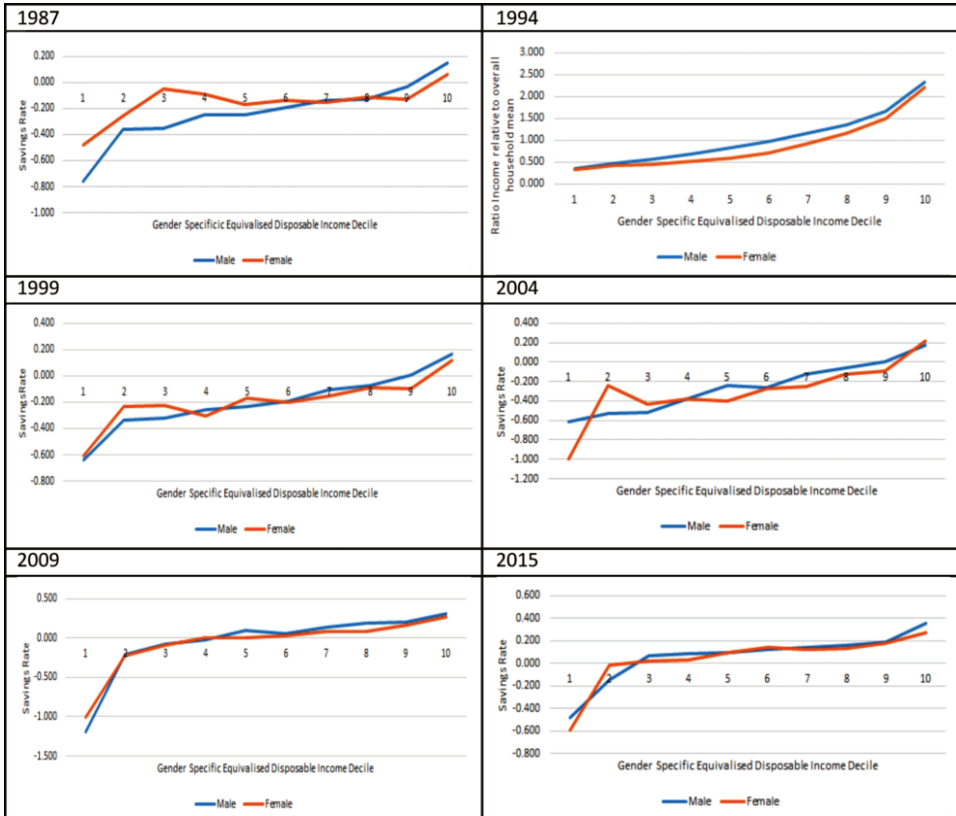 1987
0.200
0.000
-0.200
-0.400
-0.600
-0.800
-1.000
1 2 3 4 5 6 7 8 9 10
Savings Rate
Gender Specificic Equivalised Disposable Income Decile
Male Female
1994
3.000
2.500
2.000
1.500
1.000
0.500
0.000
1 2 3 4 5 6 7 8 9 10
Ratio Income relative to overall
household mean
Gender Specific Equivalised Disposable Income Decile
Male Female
1999
0.400
0.200
0.000
-0.200
-0.400
-0.600
-0.800
1 2 3 4 5 6 7 8 9 10
Savings Rate
Gender Specific Equivalised Disposable Income Decile
Male Female
2004
0.400
0.200
0.000
-0.200
-0.400
-0.600
-0.800
-1.000
-1.200
1 2 3 4 5 6 7 8 9 10
Savings Rate
Gender Specific Equivalised Disposable Income Decile
Male Female
2009
0.500
0.000
-0.500
-1.000
-1.500
1 2 3 4 5 6 7 8 9 10
Savings Rate
Gender Specific Equivalised Disposable Income Decile
Male Female
2015
0.600
0.400
0.200
0.000
-0.200
-0.400
-0.600
-0.800
1 2 3 4 5 6 7 8 9 10
Savings Rate
Gender Specific Equivalised Disposable Income Decile
Male Female